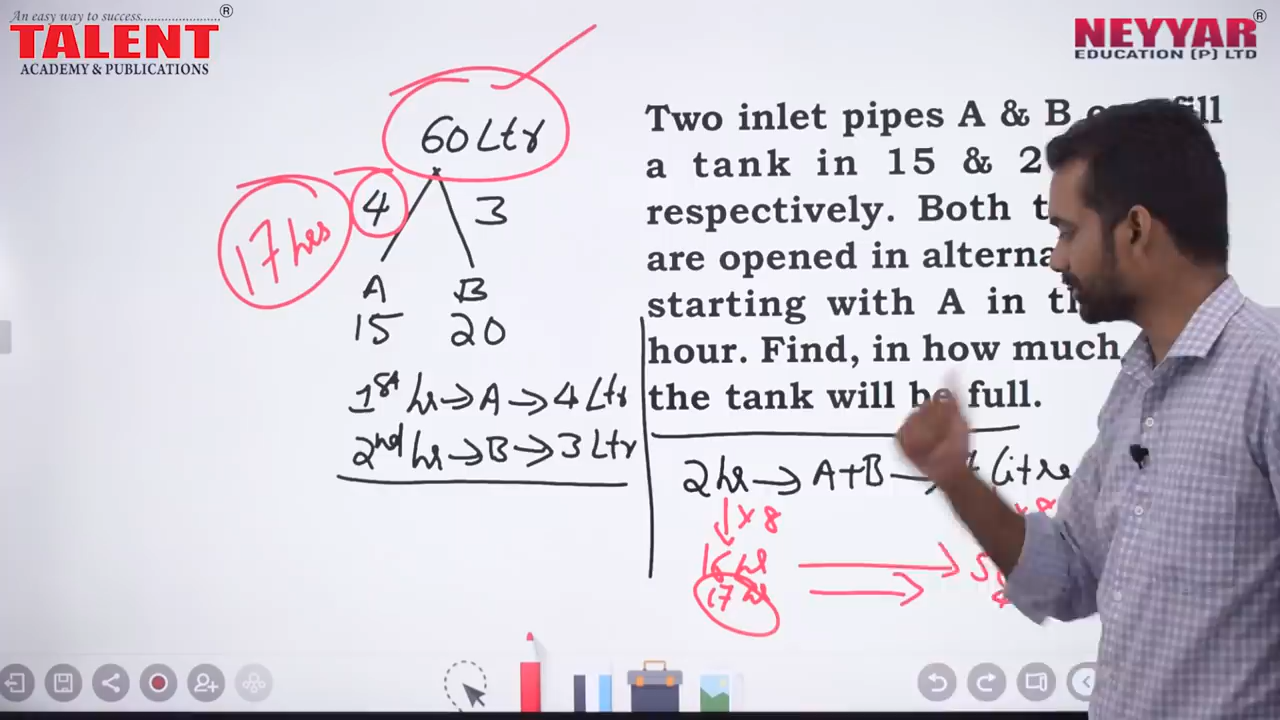 An easy way to success.....................
®
TALENT
ACADEMY & PUBLICATIONS
NEYYAR
®
EDUCATION (P) LTD
60 Ltr
4
3
17 hrs
A
B
15
20
1st hr → A → 4 Ltr
2nd hr → B → 3 Ltr
Two inlet pipes A & B
a tank in 15 &
respectively. Both
are opened in
starting with A in
hour. Find, in how much
the tank will be full.
2 hr → A+B →
↓ × 8
16 hr →
17 hr →